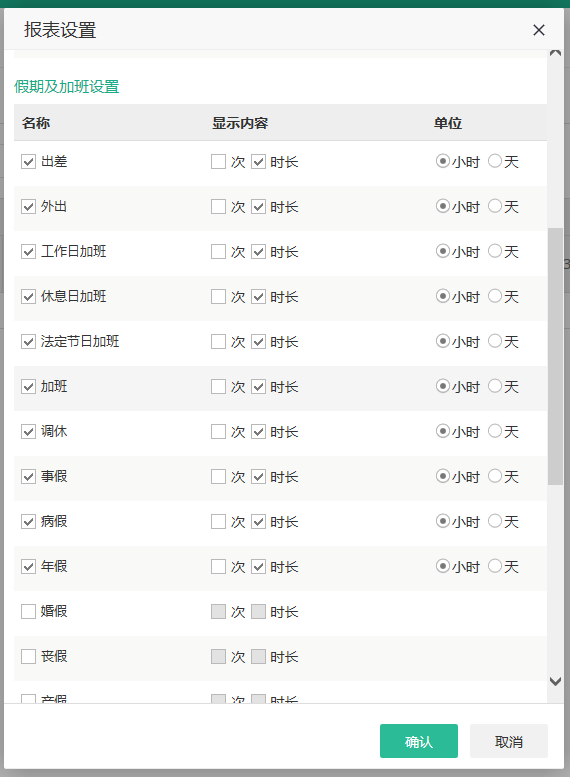 报表设置
假期及加班设置
名称 显示内容 单位
出差 次 时长 小时 天
外出 次 时长 小时 天
工作日加班 次 时长 小时 天
休息日加班 次 时长 小时 天
法定节日加班 次 时长 小时 天
加班 次 时长 小时 天
调休 次 时长 小时 天
事假 次 时长 小时 天
病假 次 时长 小时 天
年假 次 时长 小时 天
婚假 次 时长
丧假 次 时长
产假 次 时长
3
确认 取消